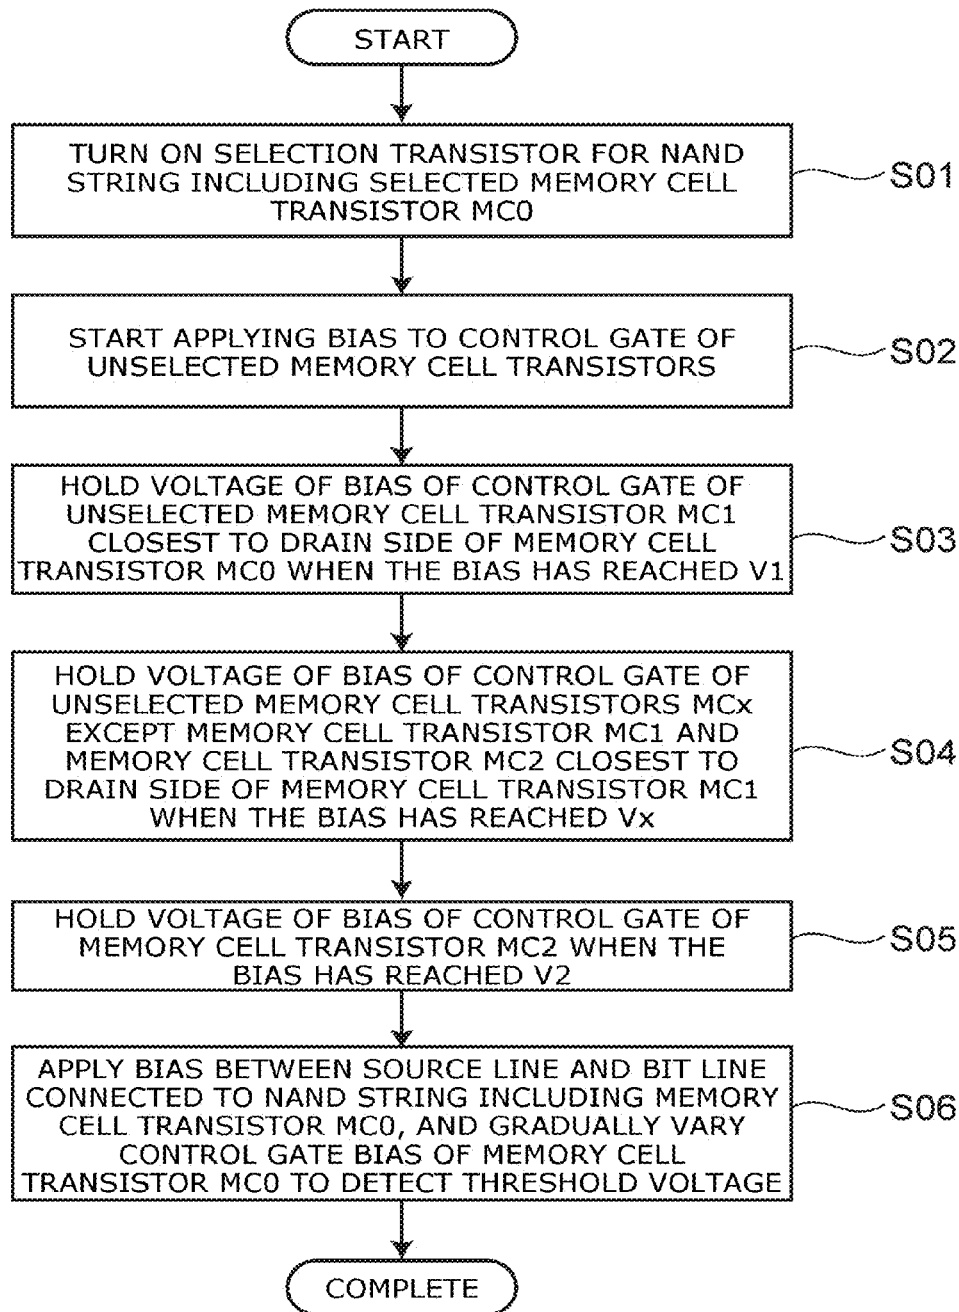 START
TURN ON SELECTION TRANSISTOR FOR NAND
STRING INCLUDING SELECTED MEMORY CELL
TRANSISTOR MC0
S01
START APPLYING BIAS TO CONTROL GATE OF
UNSELECTED MEMORY CELL TRANSISTORS
S02
HOLD VOLTAGE OF BIAS OF CONTROL GATE OF
UNSELECTED MEMORY CELL TRANSISTOR MC1
CLOSEST TO DRAIN SIDE OF MEMORY CELL
TRANSISTOR MC0 WHEN THE BIAS HAS REACHED V1
S03
HOLD VOLTAGE OF BIAS OF CONTROL GATE OF
UNSELECTED MEMORY CELL TRANSISTORS MCx
EXCEPT MEMORY CELL TRANSISTOR MC1 AND
MEMORY CELL TRANSISTOR MC2 CLOSEST TO
DRAIN SIDE OF MEMORY CELL TRANSISTOR MC1
WHEN THE BIAS HAS REACHED Vx
S04
HOLD VOLTAGE OF BIAS OF CONTROL GATE OF
MEMORY CELL TRANSISTOR MC2 WHEN THE
BIAS HAS REACHED V2
S05
APPLY BIAS BETWEEN SOURCE LINE AND BIT LINE
CONNECTED TO NAND STRING INCLUDING MEMORY
CELL TRANSISTOR MC0, AND GRADUALLY VARY
CONTROL GATE BIAS OF MEMORY CELL
TRANSISTOR MC0 TO DETECT THRESHOLD VOLTAGE
S06
COMPLETE